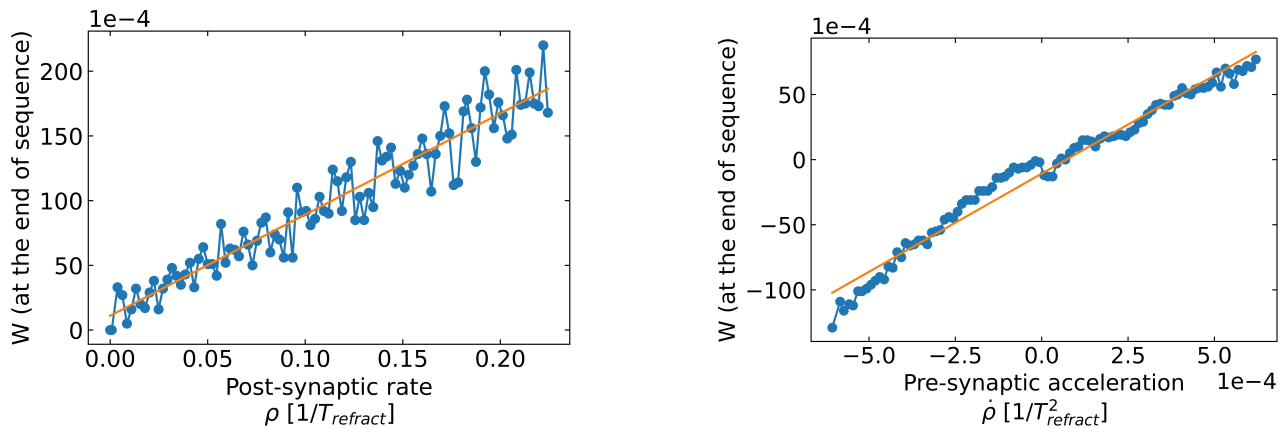 1e−4
W (at the end of sequence)
200
150
100
50
0
0.00 0.05 0.10 0.15 0.20
Post-synaptic rate
ρ [1/T_refract]
1e−4
W (at the end of sequence)
50
0
−50
−100
−5.0 −2.5 0.0 2.5 5.0
1e−4
Pre-synaptic acceleration
ρ̇ [1/T²_refract]